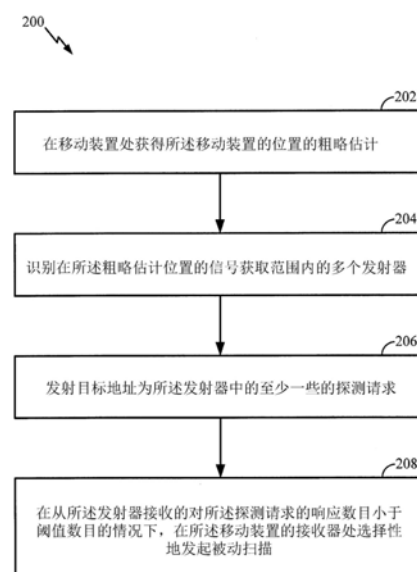 200
202
在移动装置处获得所述移动装置的位置的粗略估计
204
识别在所述粗略估计位置的信号获取范围内的多个发射器
206
发射目标地址为所述发射器中的至少一些的探测请求
208
在从所述发射器接收的对所述探测请求的响应数目小于
阈值数目的情况下，在所述移动装置的接收器处选择性
地发起被动扫描